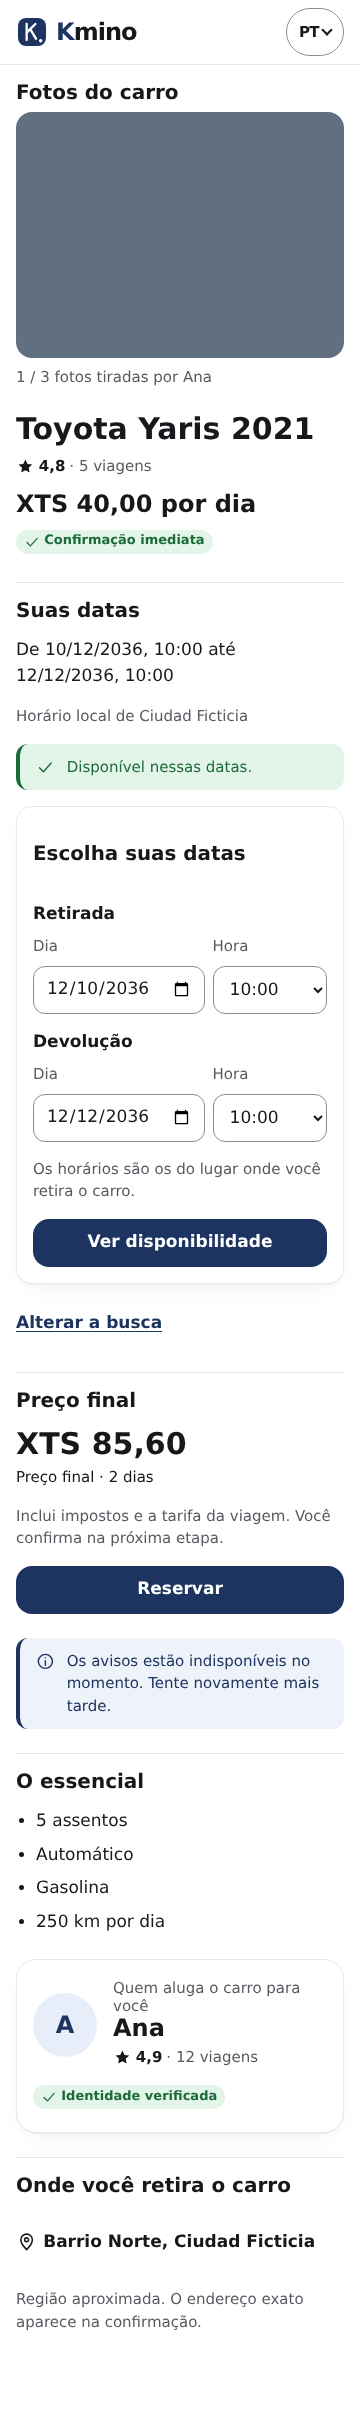 Kmino
PT
Fotos do carro
1 / 3 fotos tiradas por Ana
Toyota Yaris 2021
★ 4,8 · 5 viagens
XTS 40,00 por dia
Confirmação imediata
Suas datas
De 10/12/2036, 10:00 até
12/12/2036, 10:00
Horário local de Ciudad Ficticia
Disponível nessas datas.
Escolha suas datas
Retirada
Dia Hora
12/10/2036 10:00
Devolução
Dia Hora
12/12/2036 10:00
Os horários são os do lugar onde você
retira o carro.
Ver disponibilidade
Alterar a busca
Preço final
XTS 85,60
Preço final · 2 dias
Inclui impostos e a tarifa da viagem. Você
confirma na próxima etapa.
Reservar
Os avisos estão indisponíveis no
momento. Tente novamente mais
tarde.
O essencial
• 5 assentos
• Automático
• Gasolina
• 250 km por dia
A
Quem aluga o carro para
você
Ana
★ 4,9 · 12 viagens
Identidade verificada
Onde você retira o carro
Barrio Norte, Ciudad Ficticia
Região aproximada. O endereço exato
aparece na confirmação.